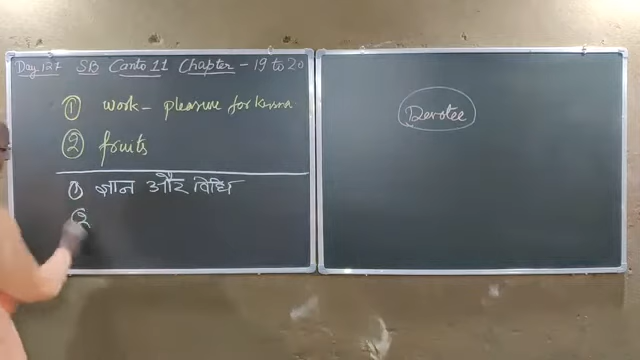 Day 127 SB Canto 11 Chapter - 19 to 20
① work - pleasure for Krsna.
② fruits
① ज्ञान और विधि
②
Devotee